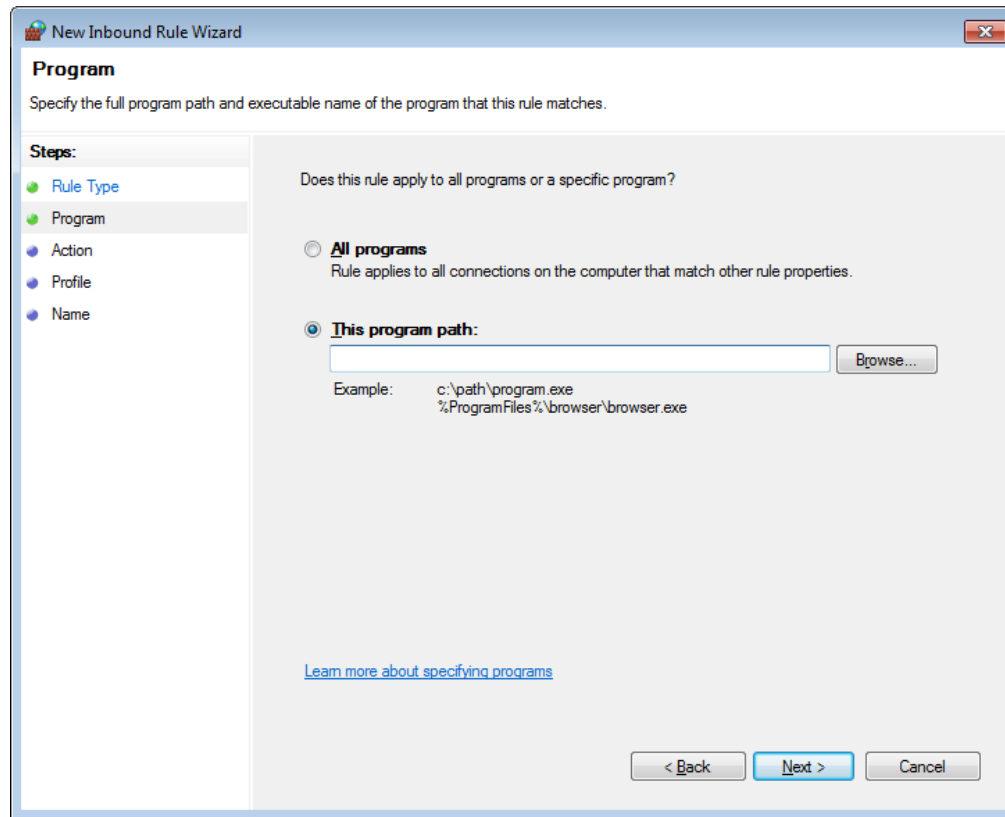 New Inbound Rule Wizard
Program
Specify the full program path and executable name of the program that this rule matches.
Steps:
Rule Type
Program
Action
Profile
Name
Does this rule apply to all programs or a specific program?
All programs
Rule applies to all connections on the computer that match other rule properties.
This program path:
Browse...
Example: c:\path\program.exe
%ProgramFiles%\browser\browser.exe
Learn more about specifying programs
< Back Next > Cancel